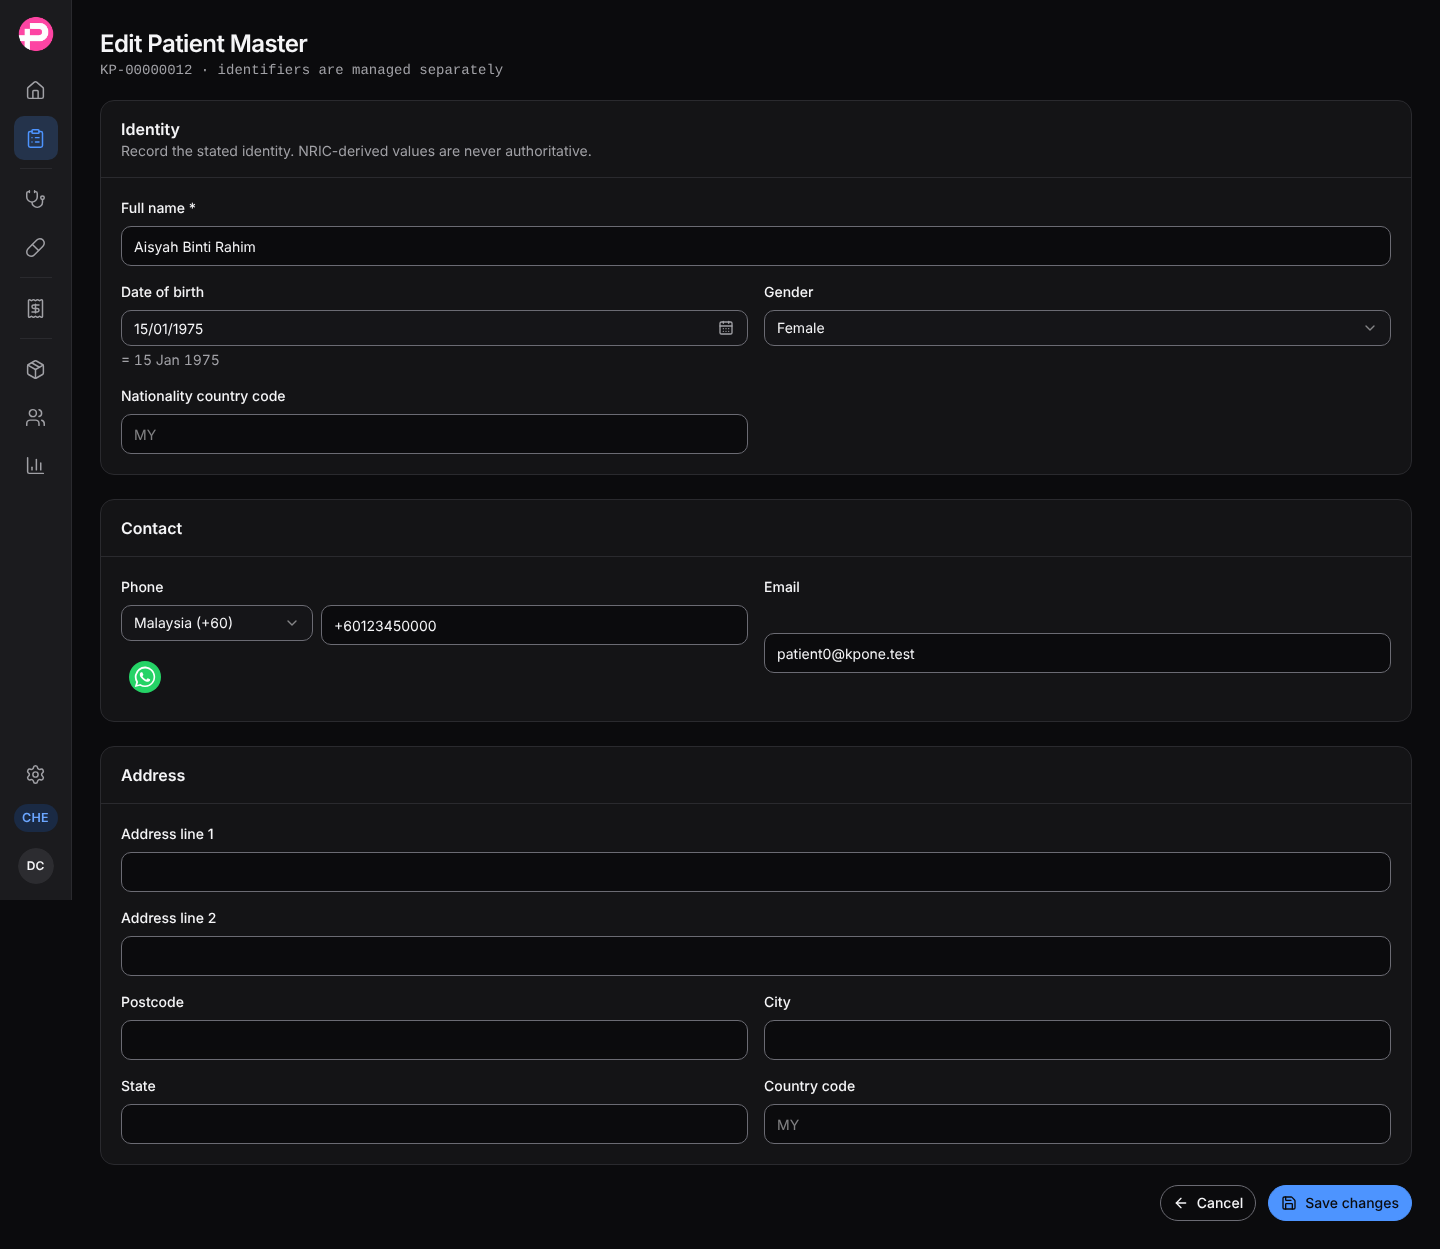 Edit Patient Master
KP-00000012 · identifiers are managed separately
Identity
Record the stated identity. NRIC-derived values are never authoritative.
Full name *
Aisyah Binti Rahim
Date of birth
Gender
15/01/1975
Female
= 15 Jan 1975
Nationality country code
MY
Contact
Phone
Email
Malaysia (+60)
+60123450000
patient0@kpone.test
Address
Address line 1
Address line 2
Postcode
City
State
Country code
MY
CHE
DC
Cancel
Save changes